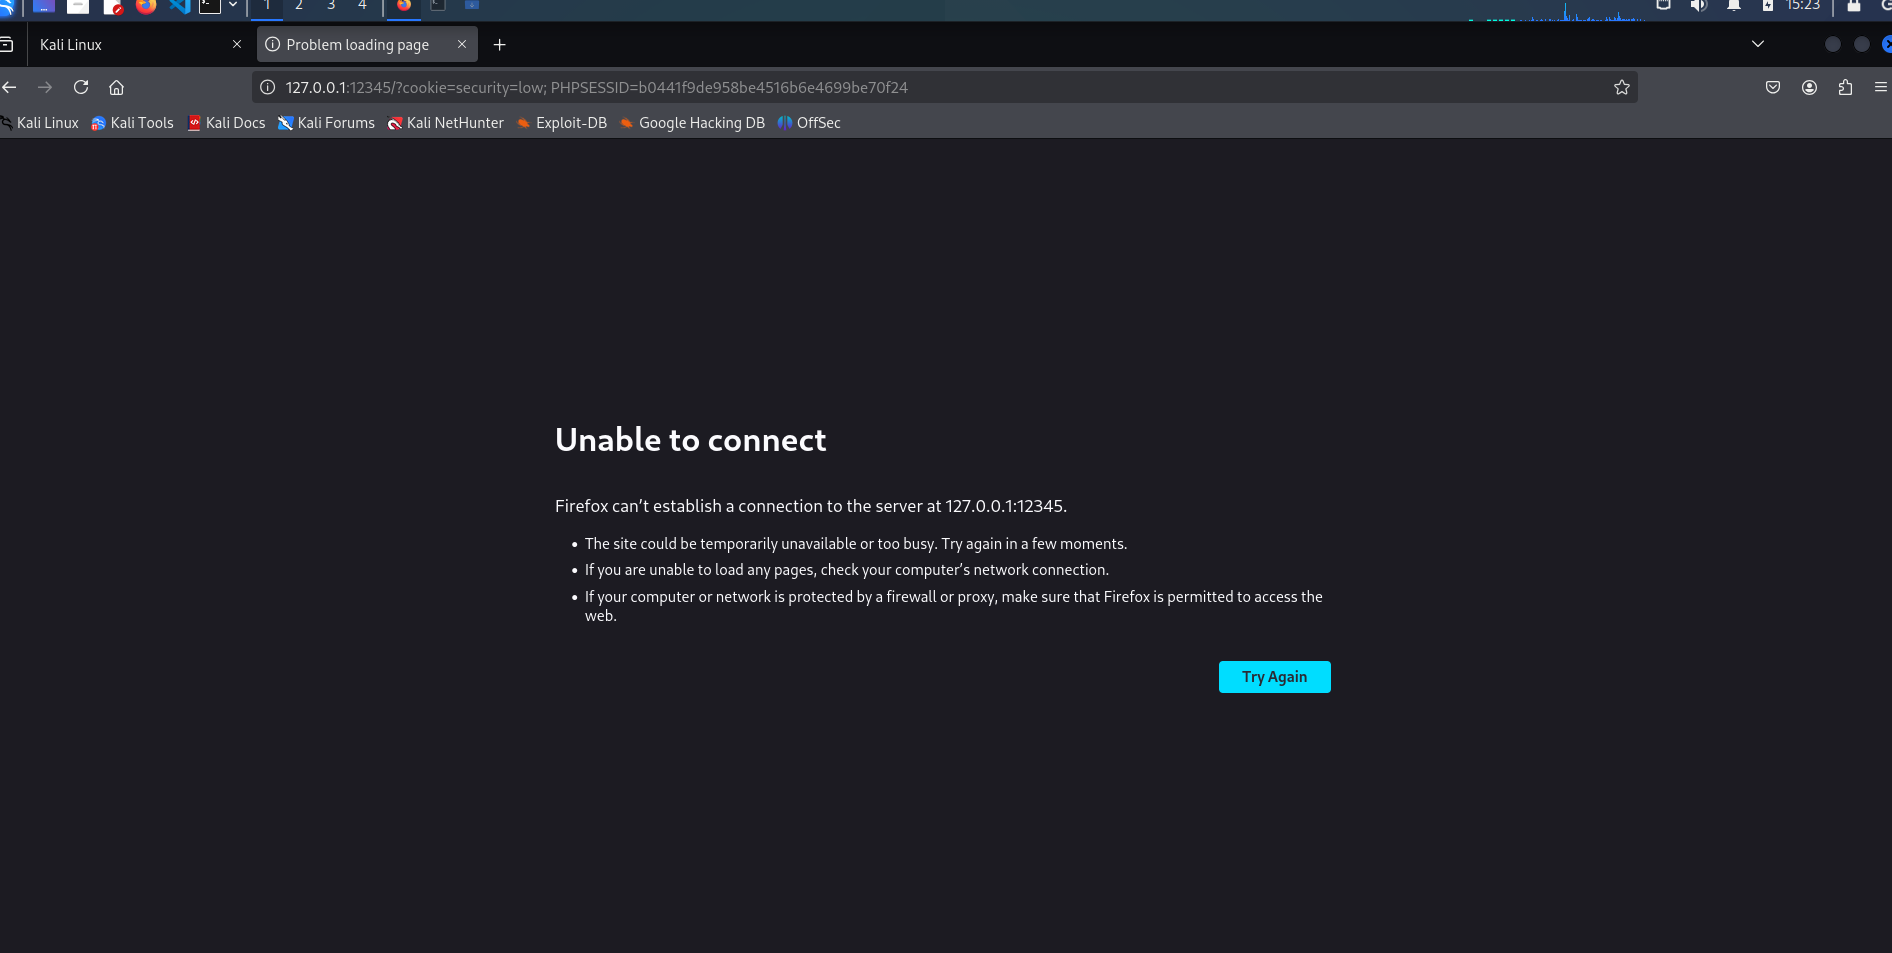 1 2 3 4 15:23
Kali Linux Problem loading page
127.0.0.1:12345/?cookie=security=low; PHPSESSID=b0441f9de958be4516b6e4699be70f24
Kali Linux Kali Tools Kali Docs Kali Forums Kali NetHunter Exploit-DB Google Hacking DB OffSec
Unable to connect
Firefox can’t establish a connection to the server at 127.0.0.1:12345.
• The site could be temporarily unavailable or too busy. Try again in a few moments.
• If you are unable to load any pages, check your computer’s network connection.
• If your computer or network is protected by a firewall or proxy, make sure that Firefox is permitted to access the
web.
Try Again